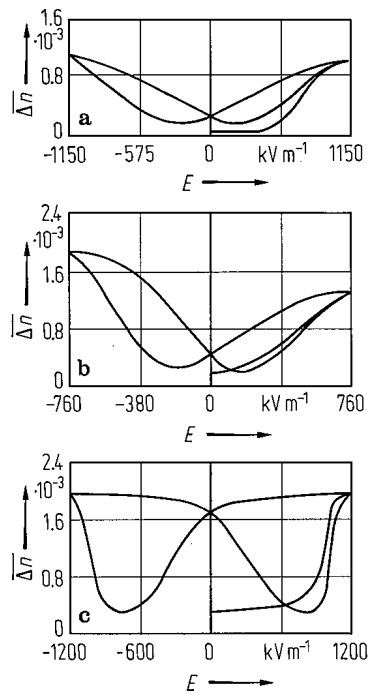 1.6
·10⁻³
0.8
Δn
a
0
-1150 -575 0 kV m⁻¹ 1150
E
2.4
·10⁻³
1.6
Δn
0.8
b
0
-760 -380 0 kV m⁻¹ 760
E
2.4
·10⁻³
1.6
Δn
0.8
c
0
-1200 -600 0 kV m⁻¹ 1200
E